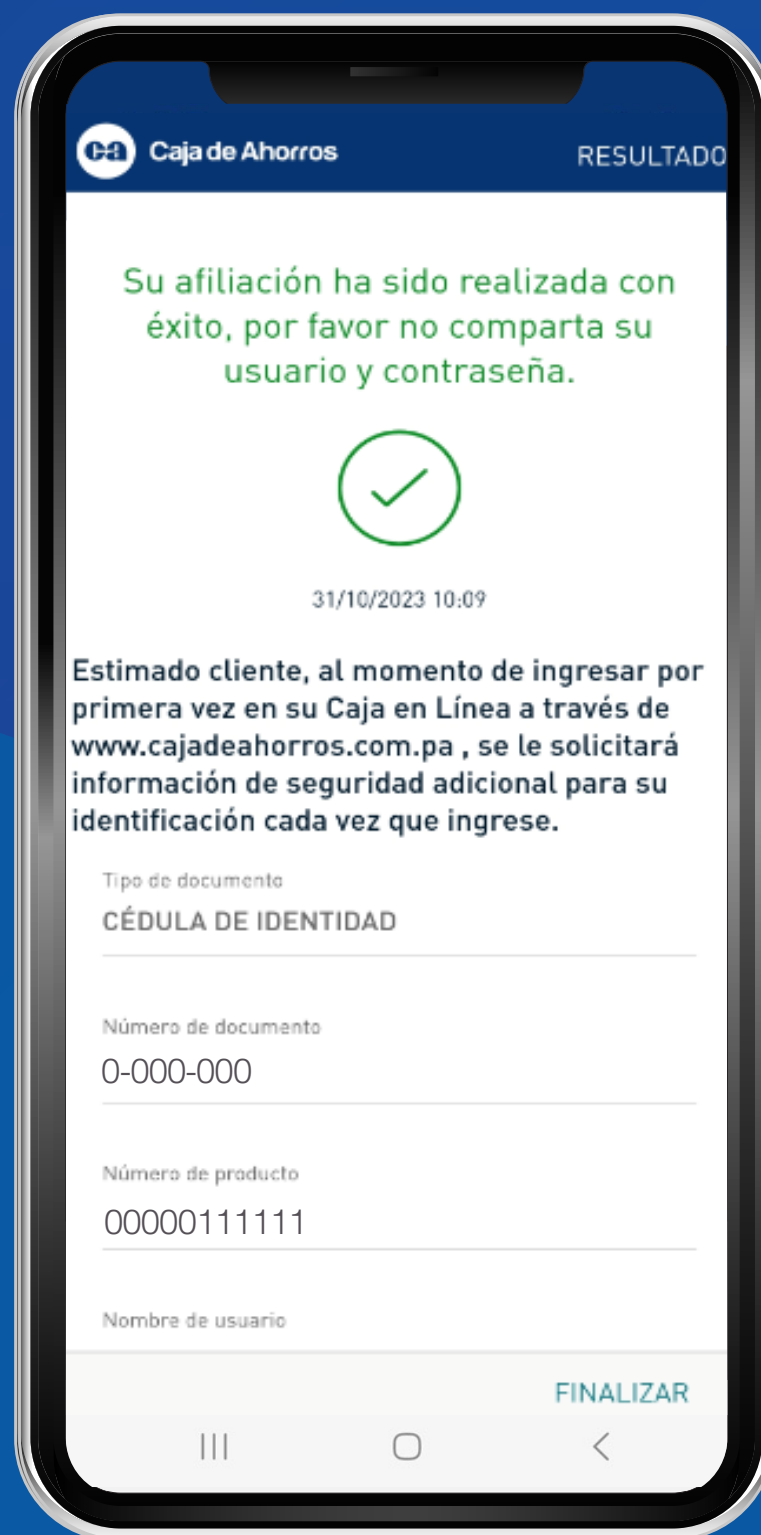 ca Caja de Ahorros RESULTADO
Su afiliación ha sido realizada con
éxito, por favor no comparta su
usuario y contraseña.
31/10/2023 10:09
Estimado cliente, al momento de ingresar por
primera vez en su Caja en Línea a través de
www.cajadeahorros.com.pa , se le solicitará
información de seguridad adicional para su
identificación cada vez que ingrese.
Tipo de documento
CÉDULA DE IDENTIDAD
Número de documento
0-000-000
Número de producto
00000111111
Nombre de usuario
FINALIZAR